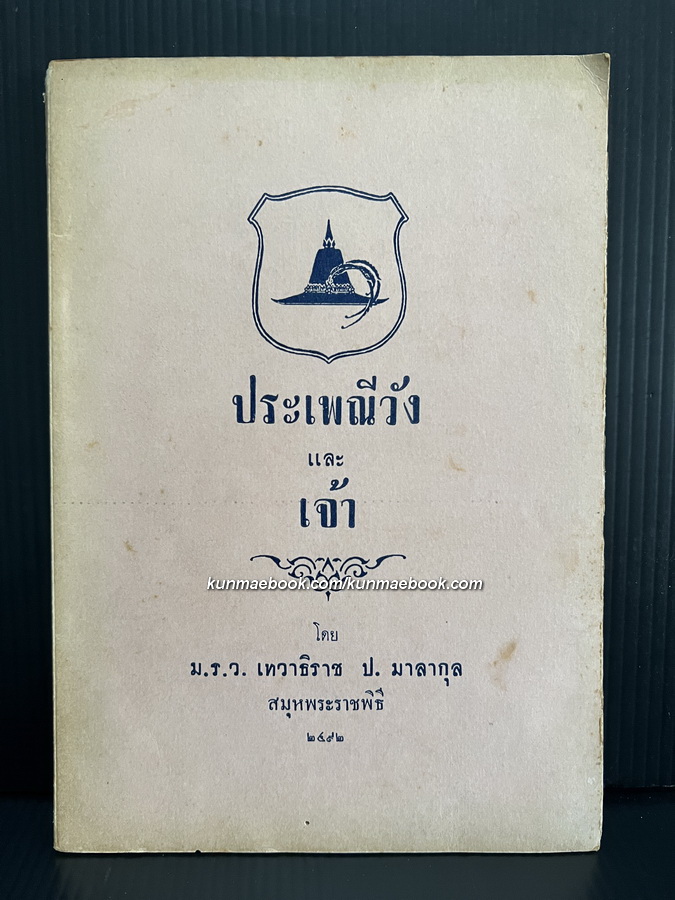 ประเพณีวัง
และ
เจ้า
kunmaebook.com/kunmaebook.com
โดย
ม.ร.ว. เทวาธิราช ป. มาลากุล
สมุหพระราชพิธี
๒๔๙๒